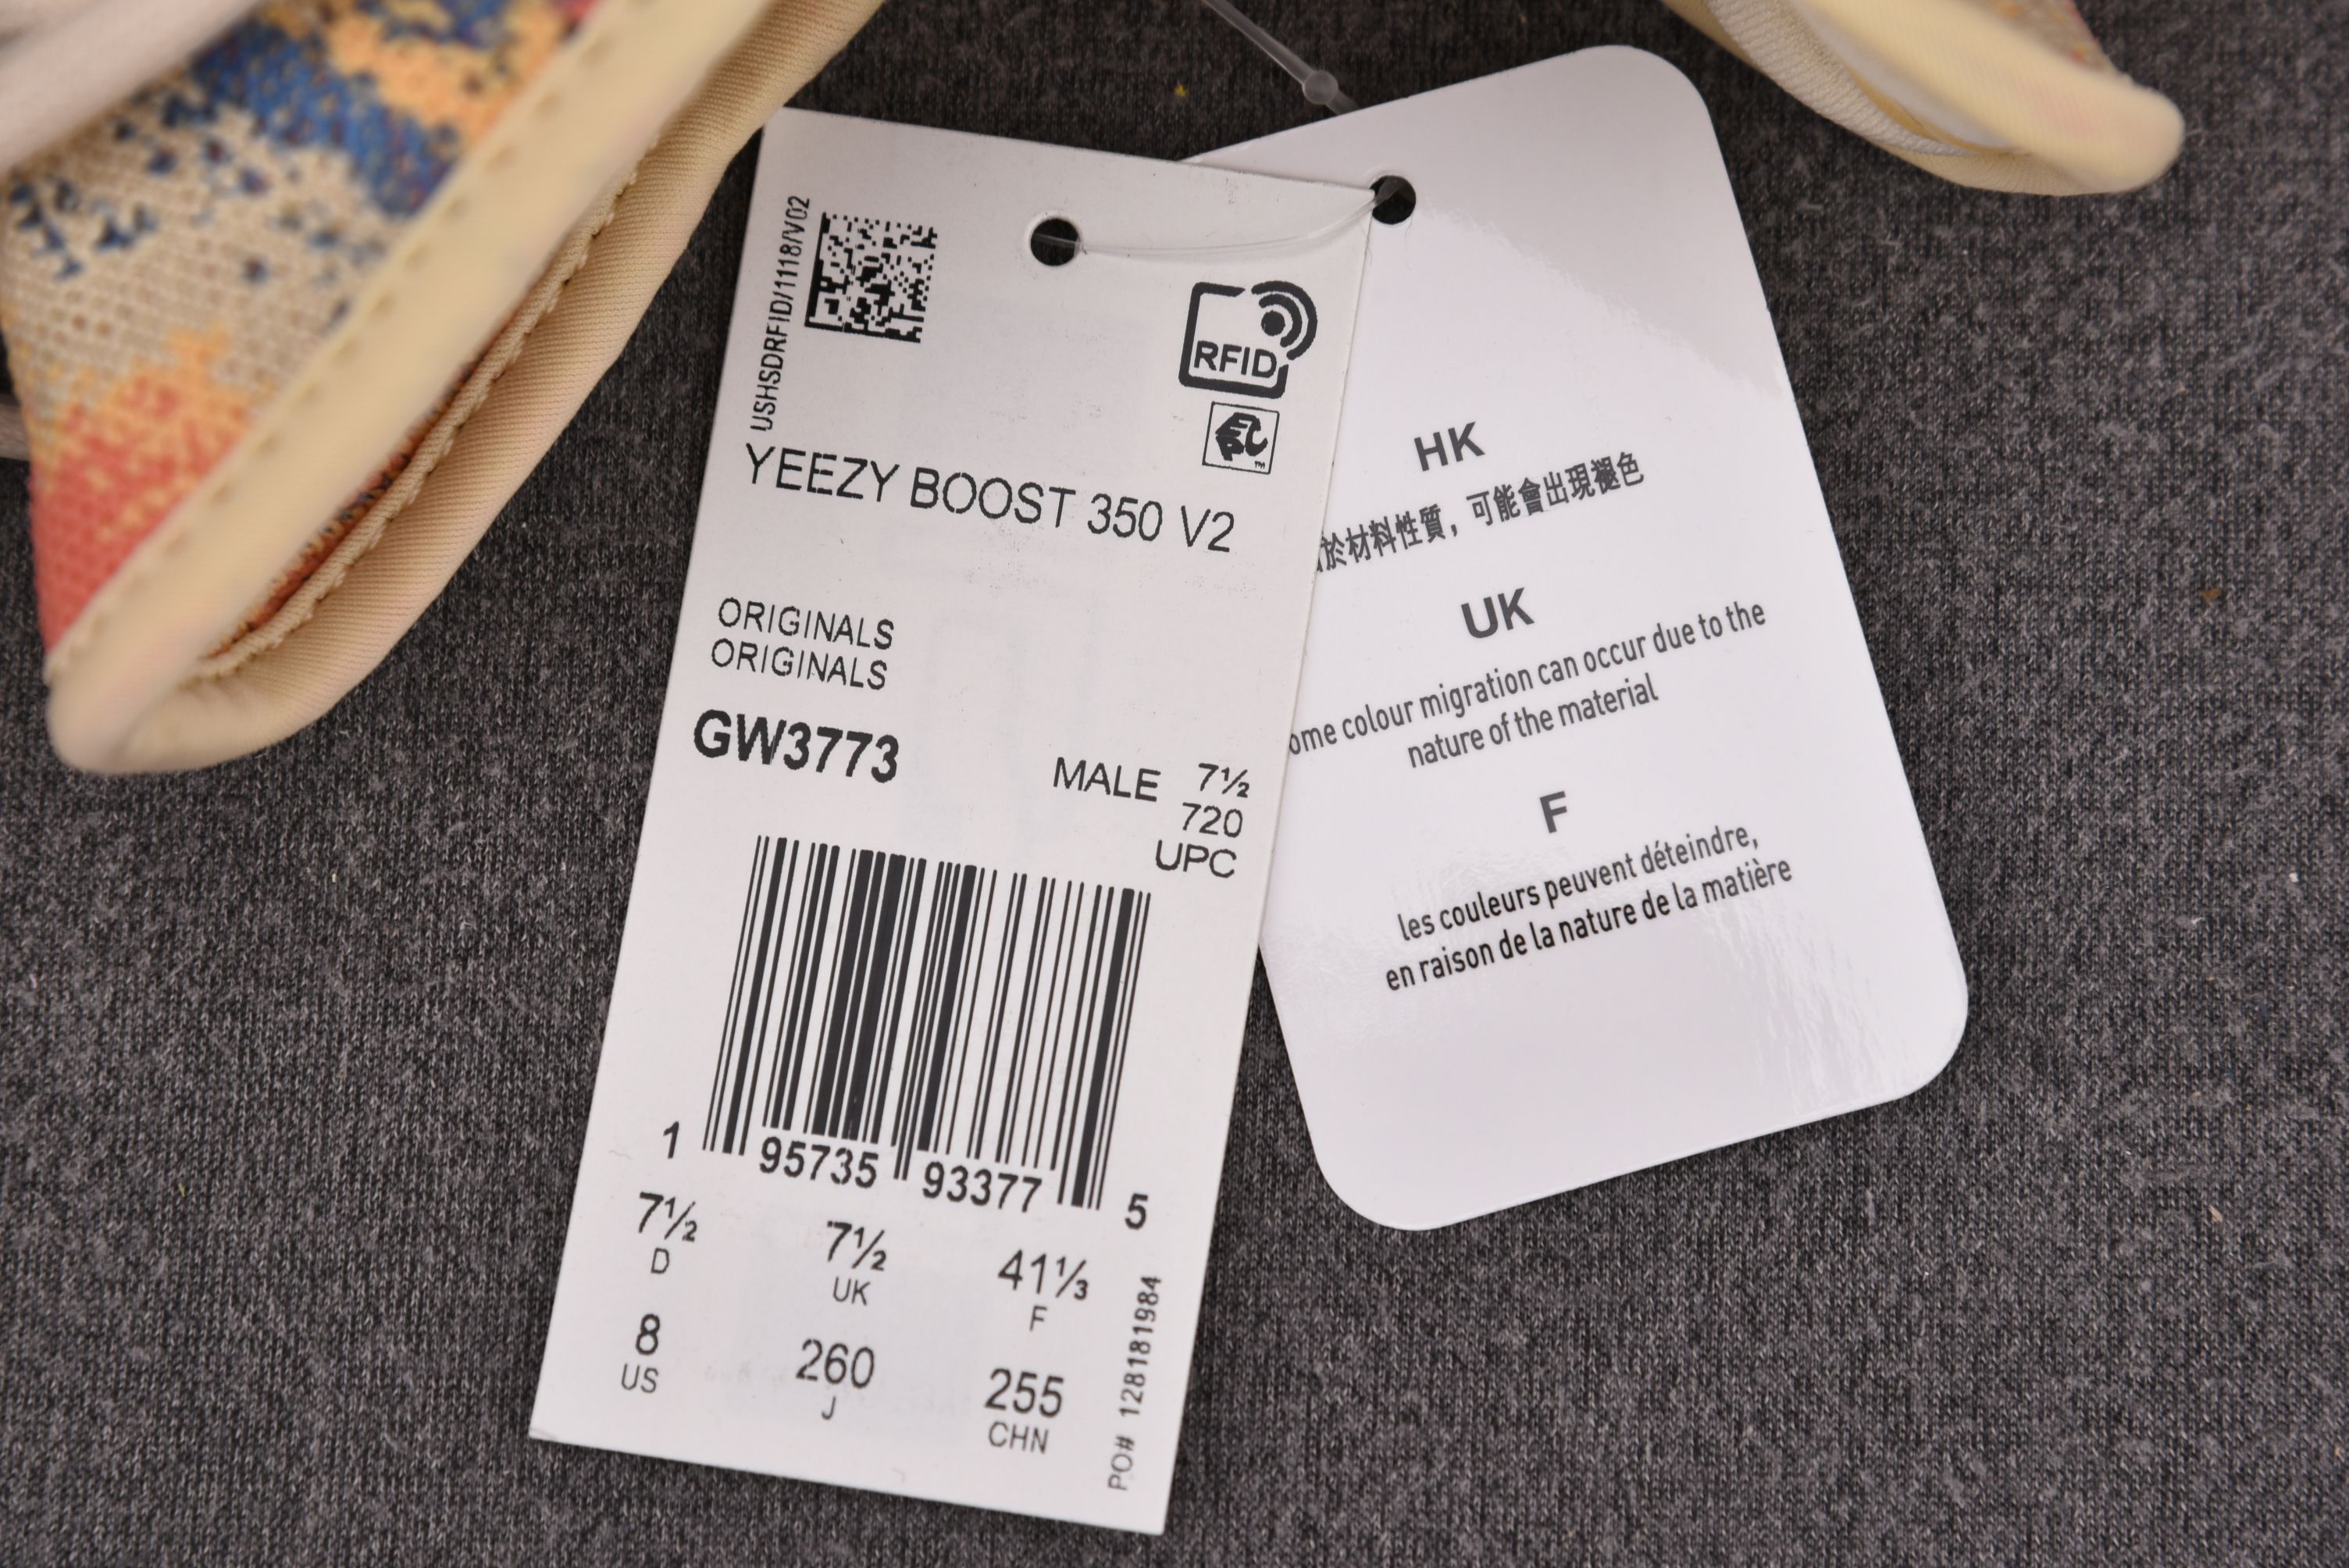 USHSDRFID/1118/V02
RFID
TM
YEEZY BOOST 350 V2
ORIGINALS
ORIGINALS
GW3773
MALE 7½
720
UPC
1 95735 93377 5
7½ 7½ 41⅓
D UK F
8 260 255
US J CHN
PO# 128181984
HK
於材料性質，可能會出現褪色
UK
colour migration can occur due to the
nature of the material
F
les couleurs peuvent déteindre,
en raison de la nature de la matière